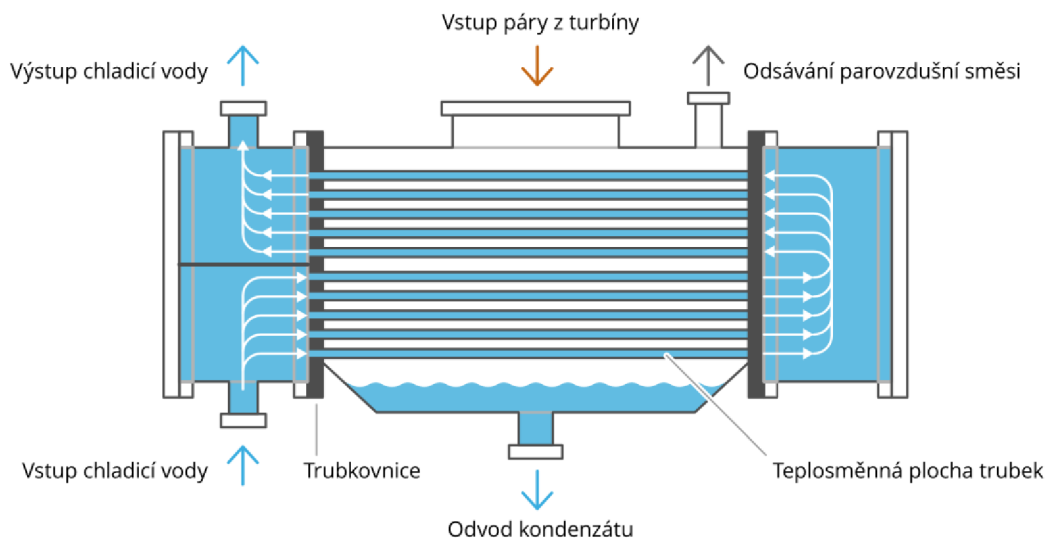 Vstup páry z turbíny
Výstup chladicí vody
Odsávání parovzdušní směsi
Vstup chladicí vody
Trubkovnice
Teplosměnná plocha trubek
Odvod kondenzátu